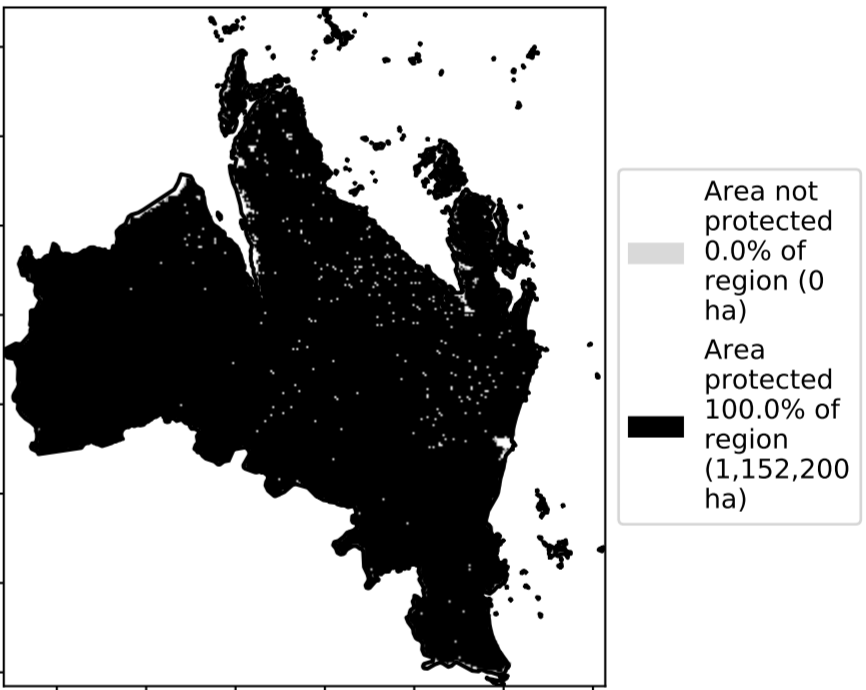 Area not
protected
0.0% of
region (0
ha)
Area
protected
100.0% of
region
(1,152,200
ha)